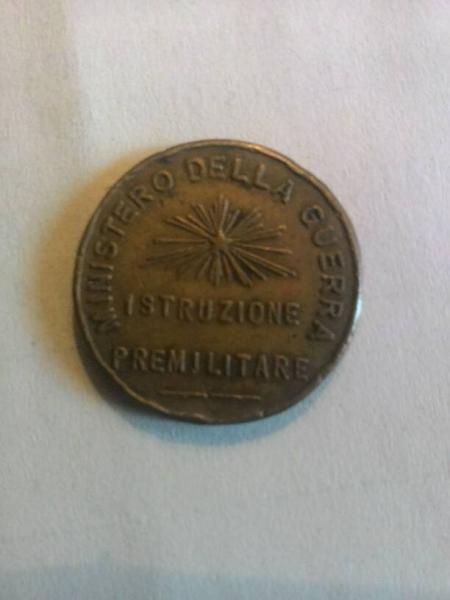 MINISTERO DELLA GUERRA
ISTRUZIONE
PREMILITARE